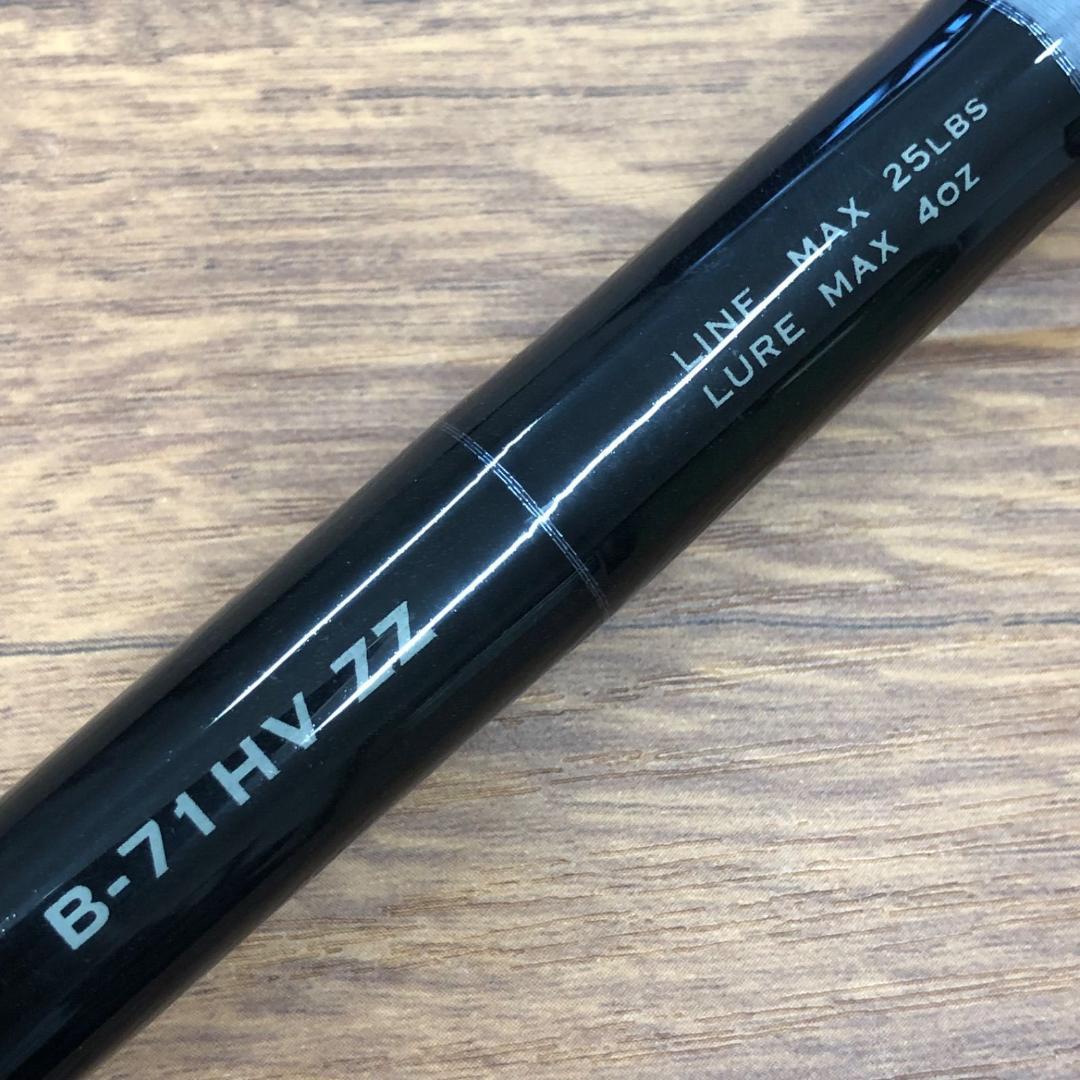 LINE MAX 25LBS
LURE MAX 4OZ
B-71HV ZZ